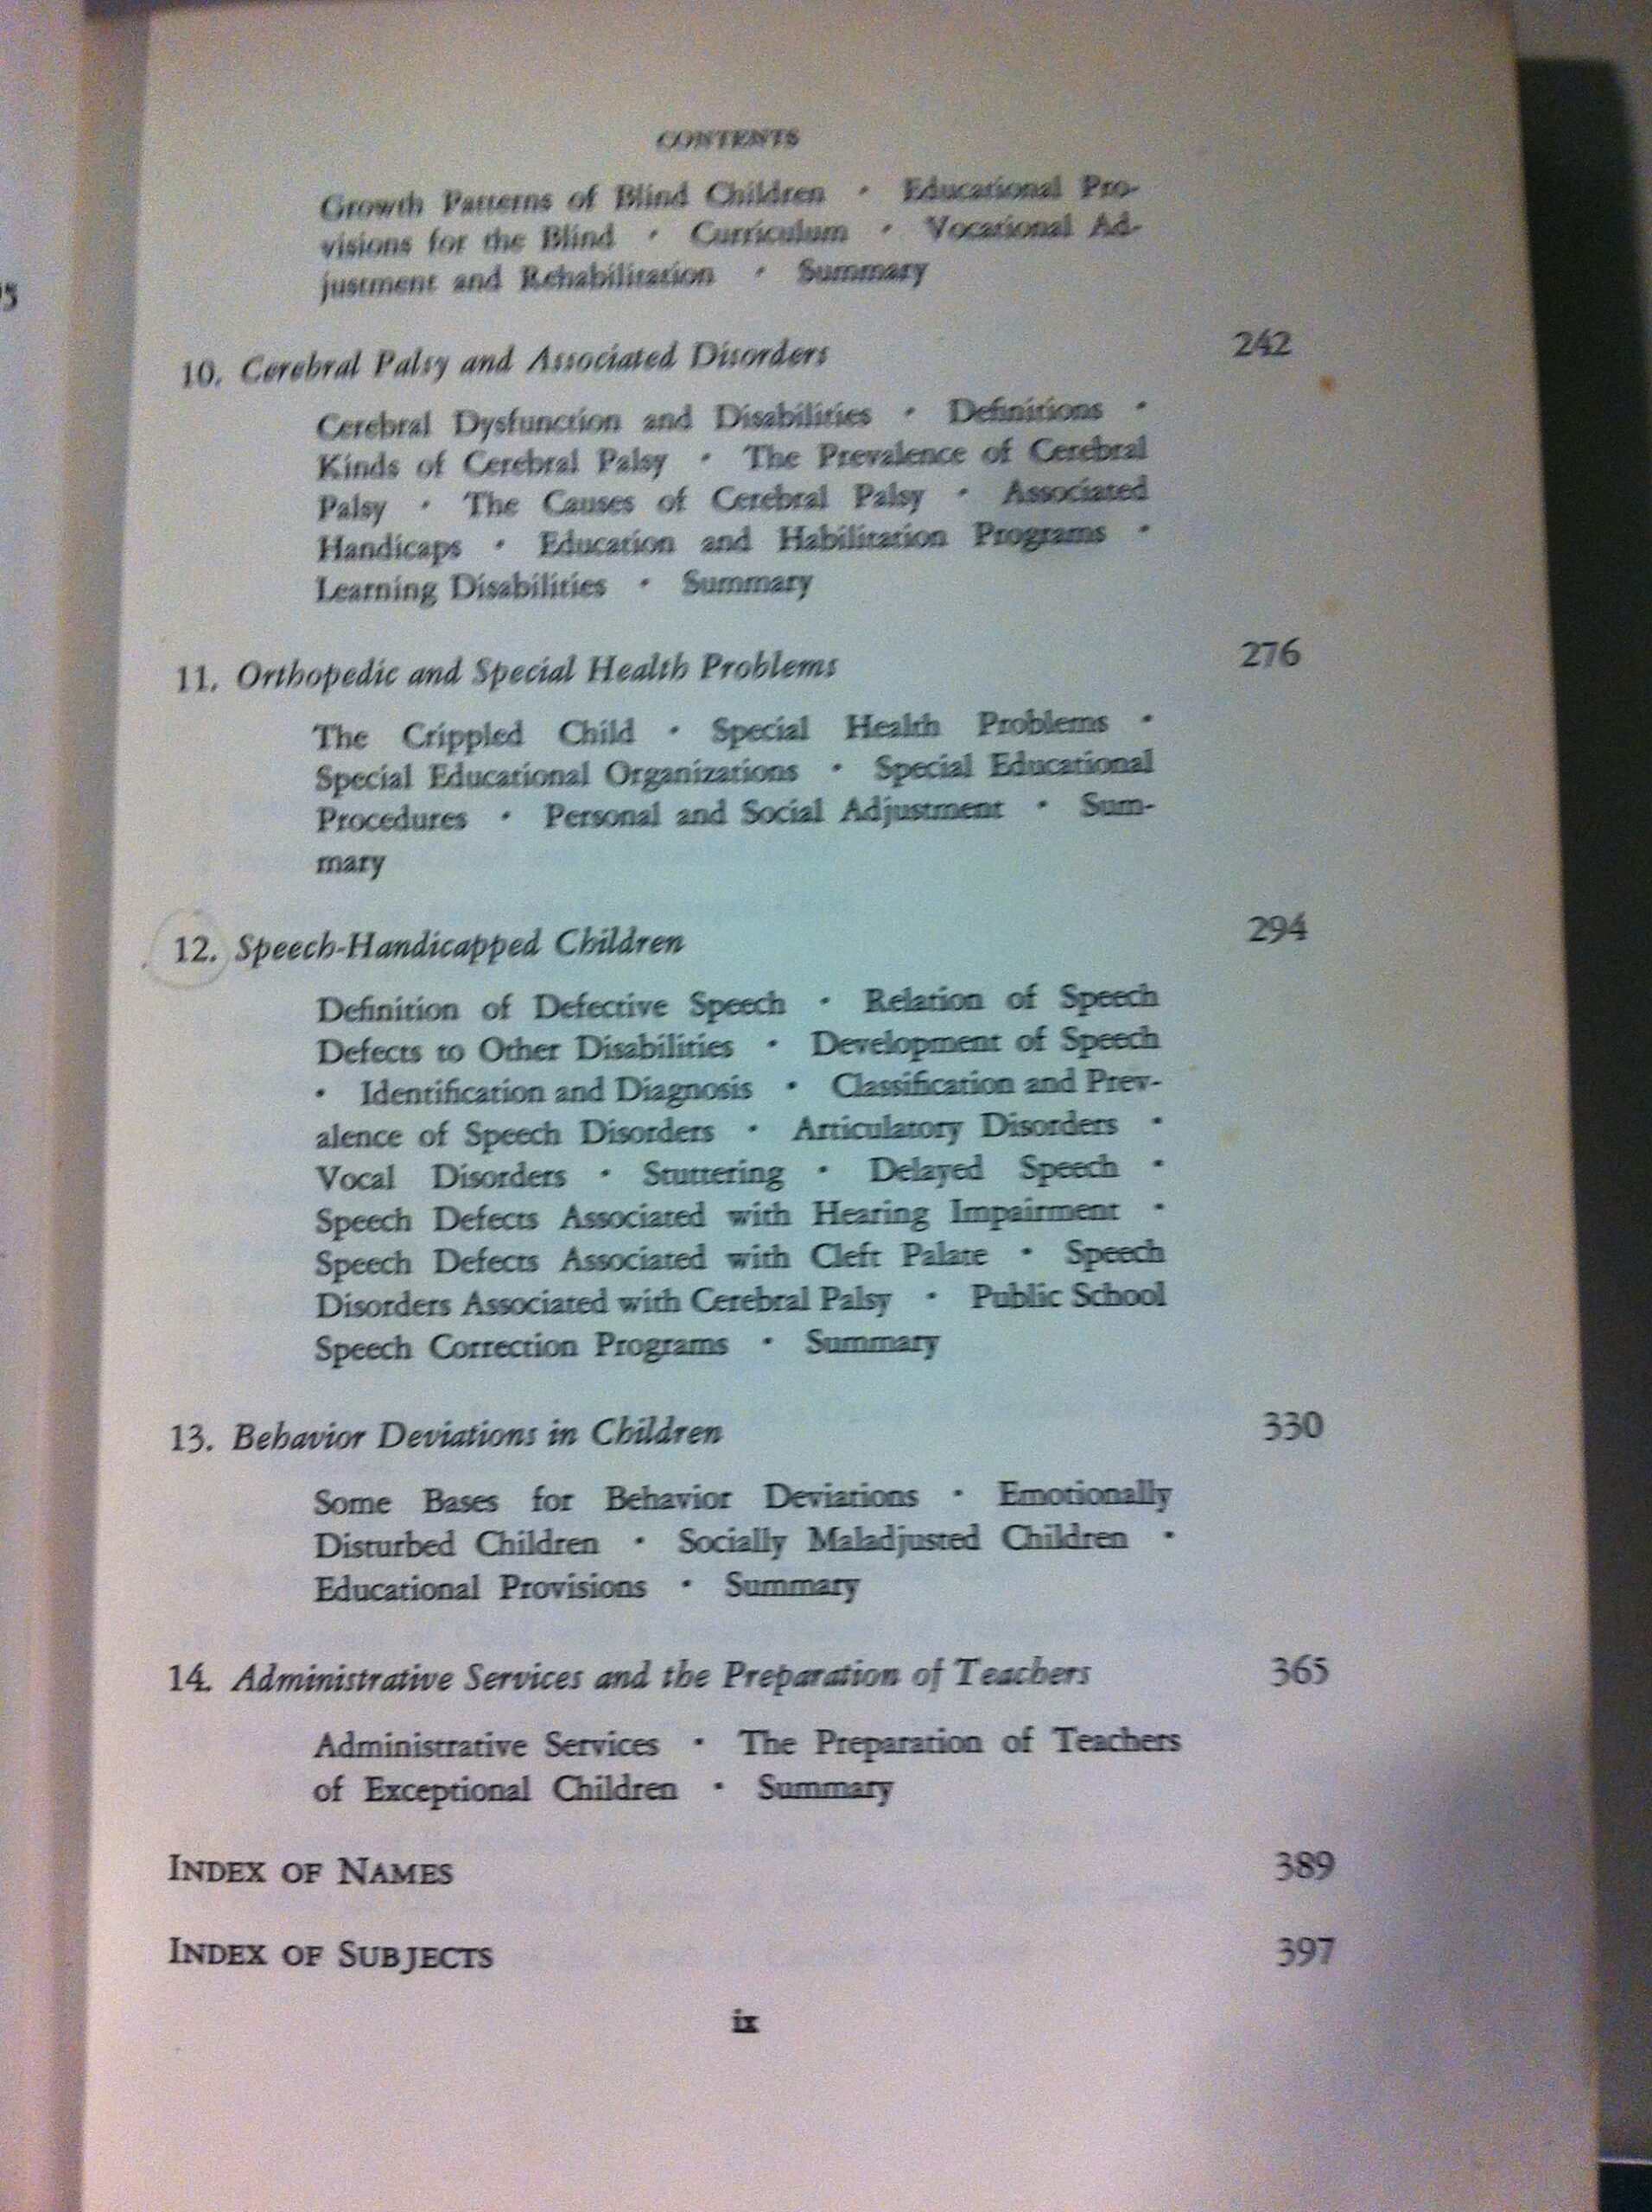 CONTENTS
Growth Patterns of Blind Children · Educational Pro-
visions for the Blind · Curriculum · Vocational Ad-
justment and Rehabilitation · Summary
10. Cerebral Palsy and Associated Disorders 242
Cerebral Dysfunction and Disabilities · Definitions ·
Kinds of Cerebral Palsy · The Prevalence of Cerebral
Palsy · The Causes of Cerebral Palsy · Associated
Handicaps · Education and Habilitation Programs ·
Learning Disabilities · Summary
11. Orthopedic and Special Health Problems 276
The Crippled Child · Special Health Problems ·
Special Educational Organizations · Special Educational
Procedures · Personal and Social Adjustment · Sum-
mary
12. Speech-Handicapped Children 294
Definition of Defective Speech · Relation of Speech
Defects to Other Disabilities · Development of Speech
· Identification and Diagnosis · Classification and Prev-
alence of Speech Disorders · Articulatory Disorders ·
Vocal Disorders · Stuttering · Delayed Speech ·
Speech Defects Associated with Hearing Impairment ·
Speech Defects Associated with Cleft Palate · Speech
Disorders Associated with Cerebral Palsy · Public School
Speech Correction Programs · Summary
13. Behavior Deviations in Children 330
Some Bases for Behavior Deviations · Emotionally
Disturbed Children · Socially Maladjusted Children ·
Educational Provisions · Summary
14. Administrative Services and the Preparation of Teachers 365
Administrative Services · The Preparation of Teachers
of Exceptional Children · Summary
INDEX OF NAMES 389
INDEX OF SUBJECTS 397
ix